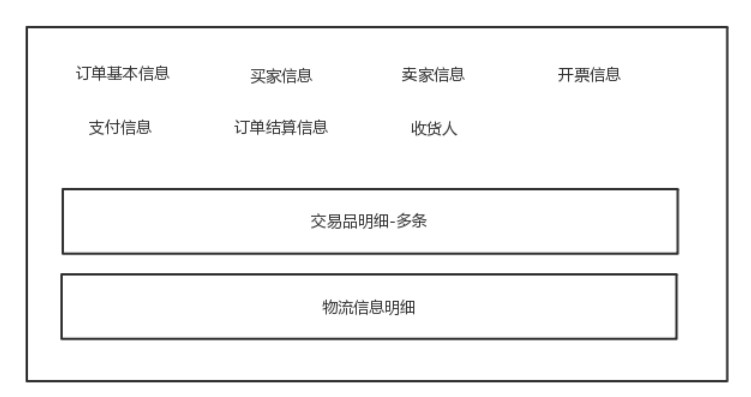 订单基本信息 买家信息 卖家信息 开票信息
支付信息 订单结算信息 收货人
交易品明细-多条
物流信息明细